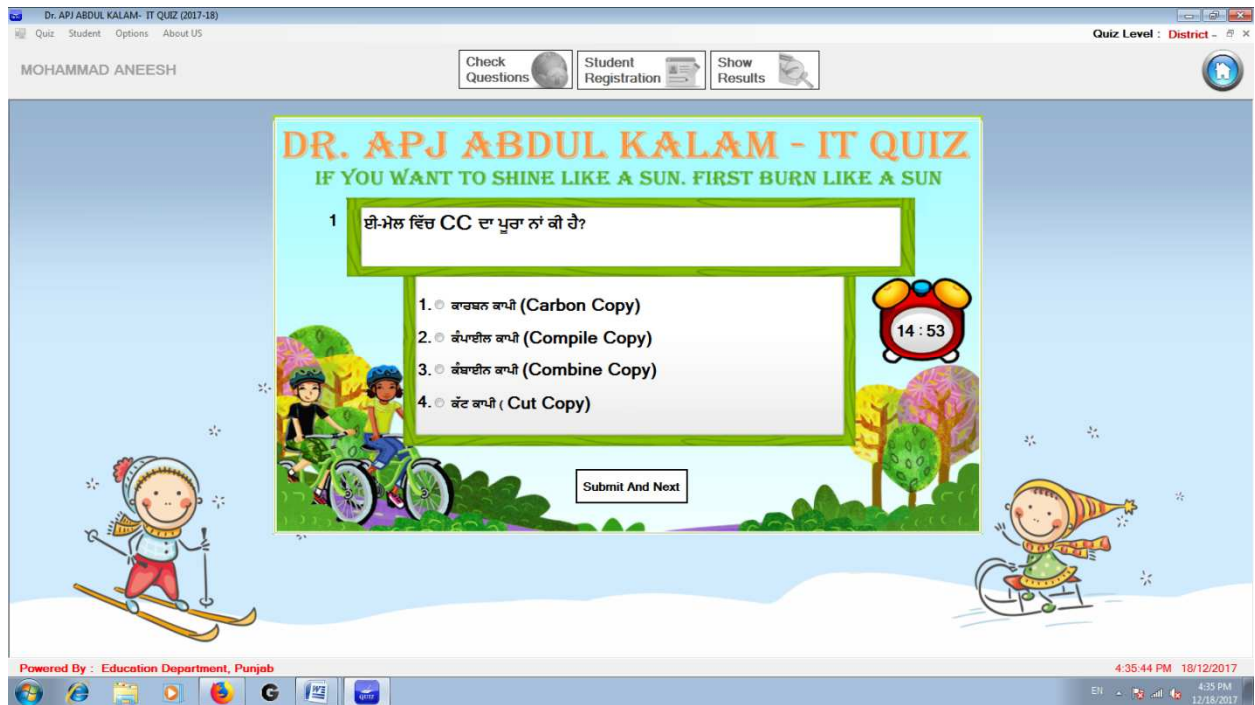 Dr. APJ ABDUL KALAM- IT QUIZ (2017-18)
Quiz Student Options About US
Quiz Level : District -
MOHAMMAD ANEESH
Check Questions
Student Registration
Show Results
DR. APJ ABDUL KALAM - IT QUIZ
IF YOU WANT TO SHINE LIKE A SUN. FIRST BURN LIKE A SUN
1 ਈ-ਮੇਲ ਵਿੱਚ CC ਦਾ ਪੂਰਾ ਨਾਂ ਕੀ ਹੈ?
1. ਕਾਰਬਨ ਕਾਪੀ (Carbon Copy)
2. ਕੰਪਾਈਲ ਕਾਪੀ (Compile Copy)
3. ਕੰਬਾਈਨ ਕਾਪੀ (Combine Copy)
4. ਕੱਟ ਕਾਪੀ ( Cut Copy)
14 : 53
Submit And Next
Powered By : Education Department, Punjab
4:35:44 PM 18/12/2017
EN
4:35 PM
12/18/2017